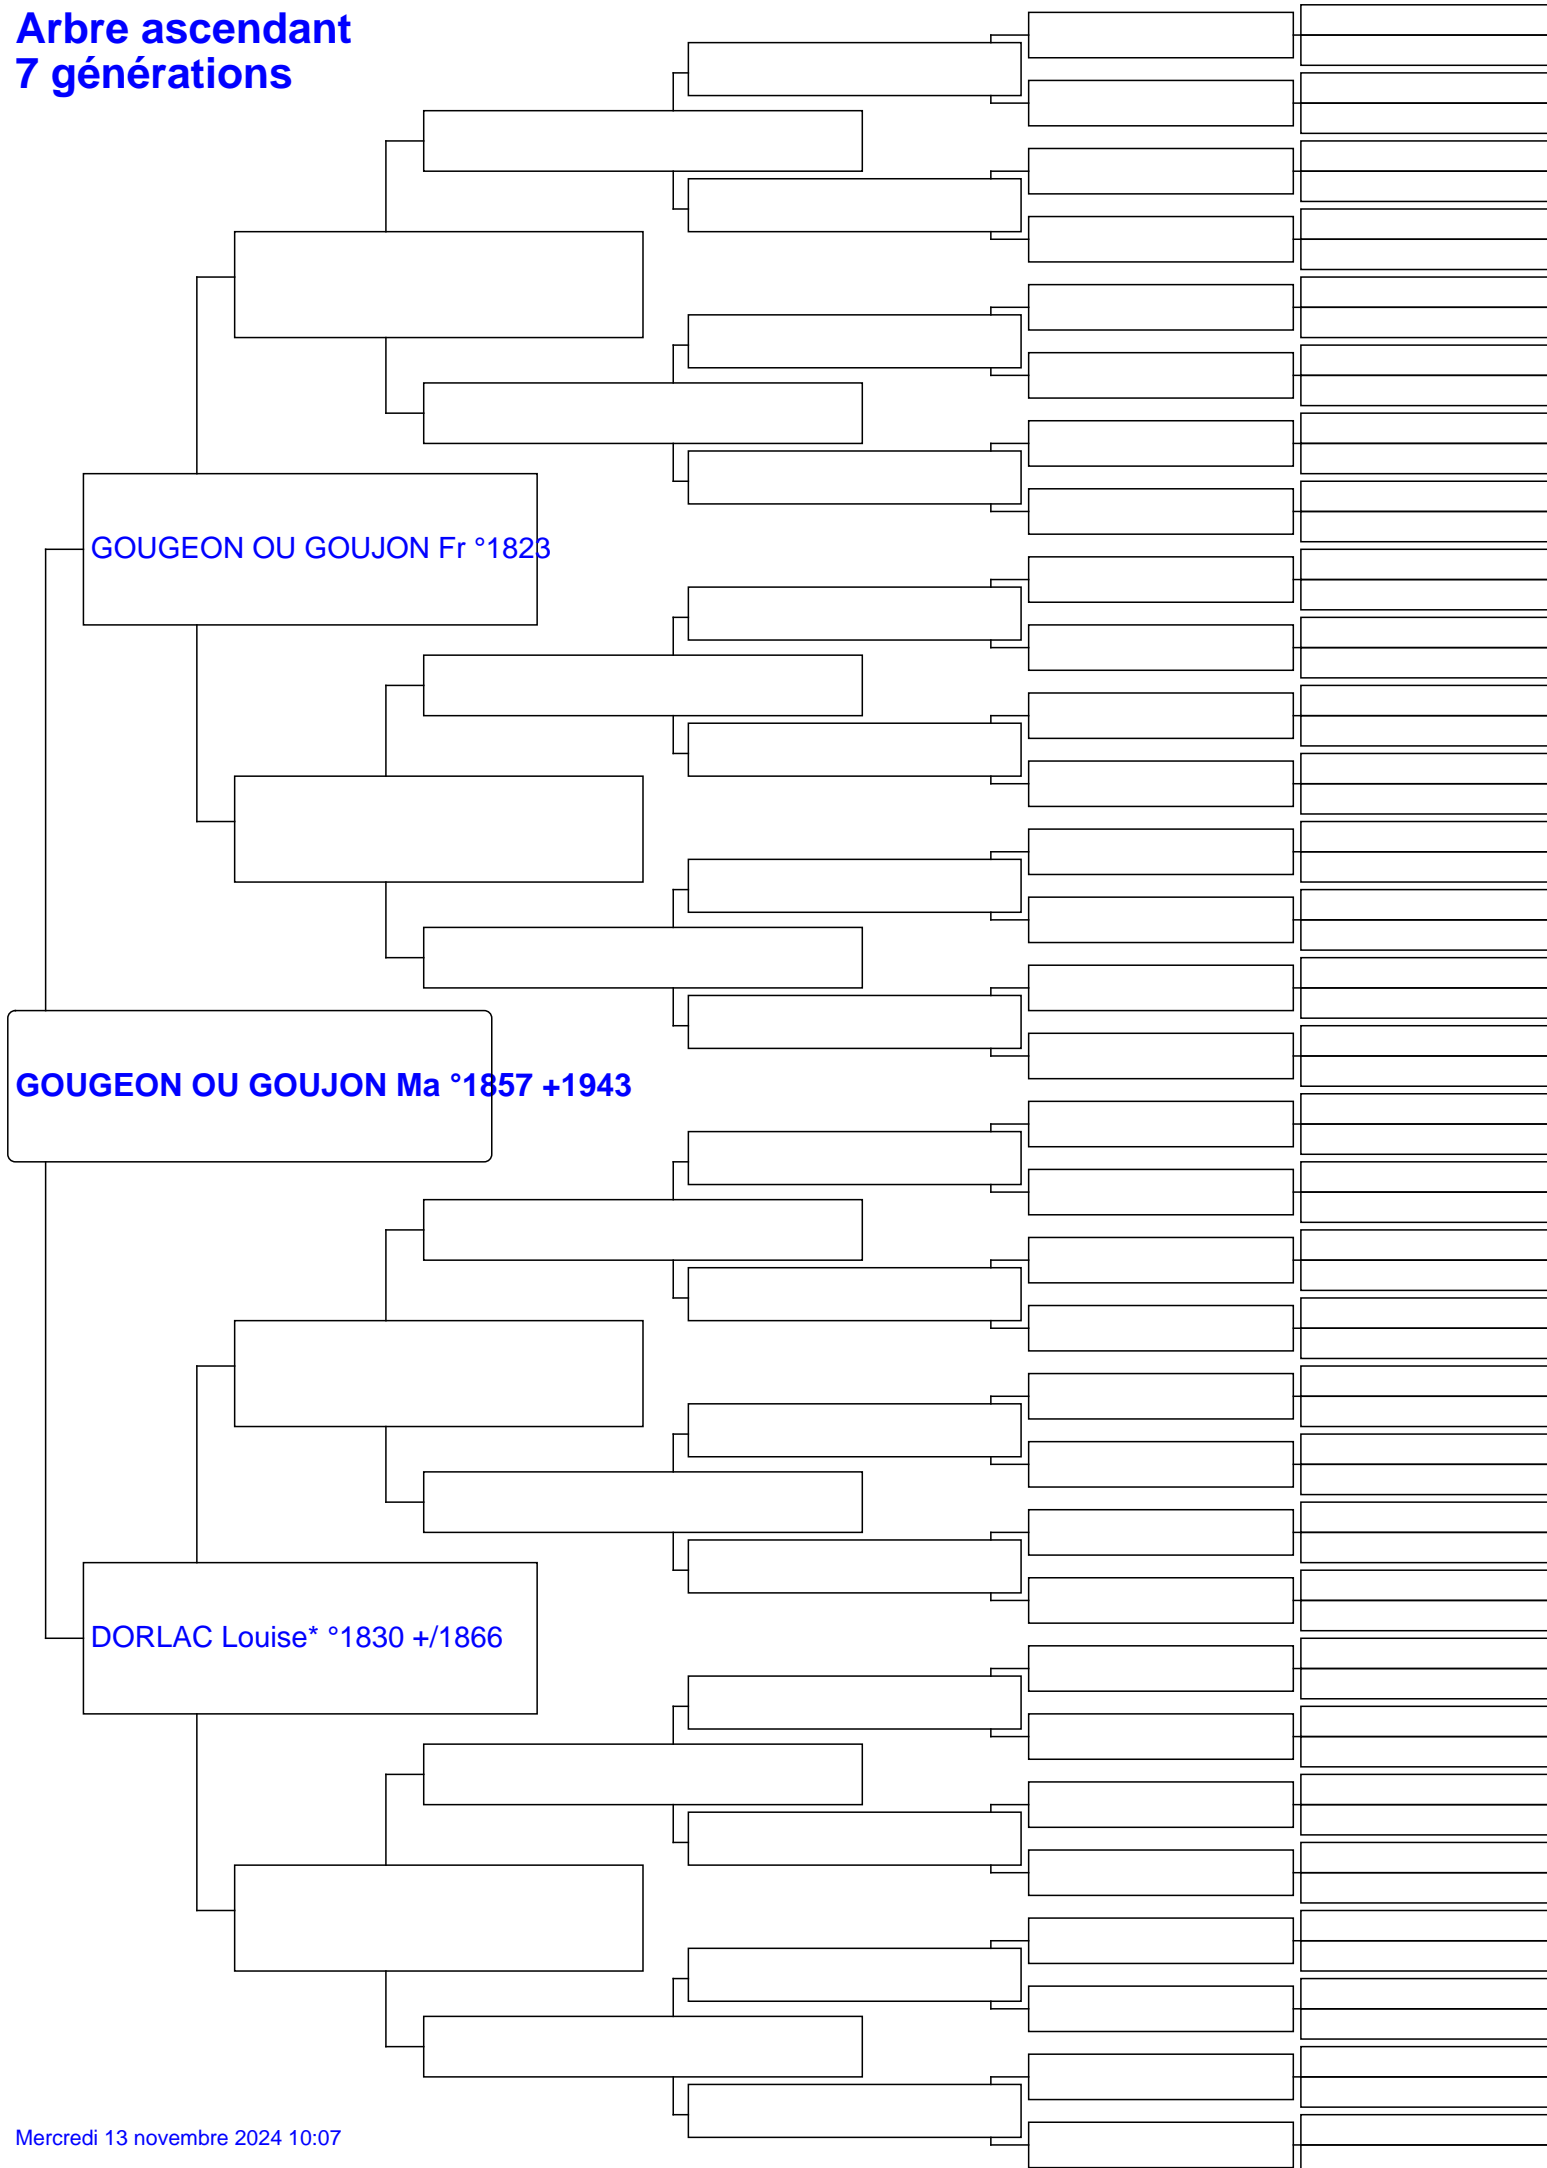 Arbre ascendant
7 générations
GOUGEON OU GOUJON Fr °1823
GOUGEON OU GOUJON Ma °1857 +1943
DORLAC Louise* °1830 +/1866
Mercredi 13 novembre 2024 10:07